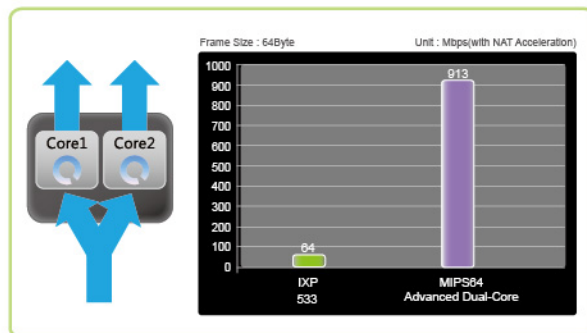 Frame Size : 64Byte
Unit : Mbps(with NAT Acceleration)
Core1
Core2
1000
900
800
700
600
500
400
300
200
100
0
64
913
IXP
533
MIPS64
Advanced Dual-Core